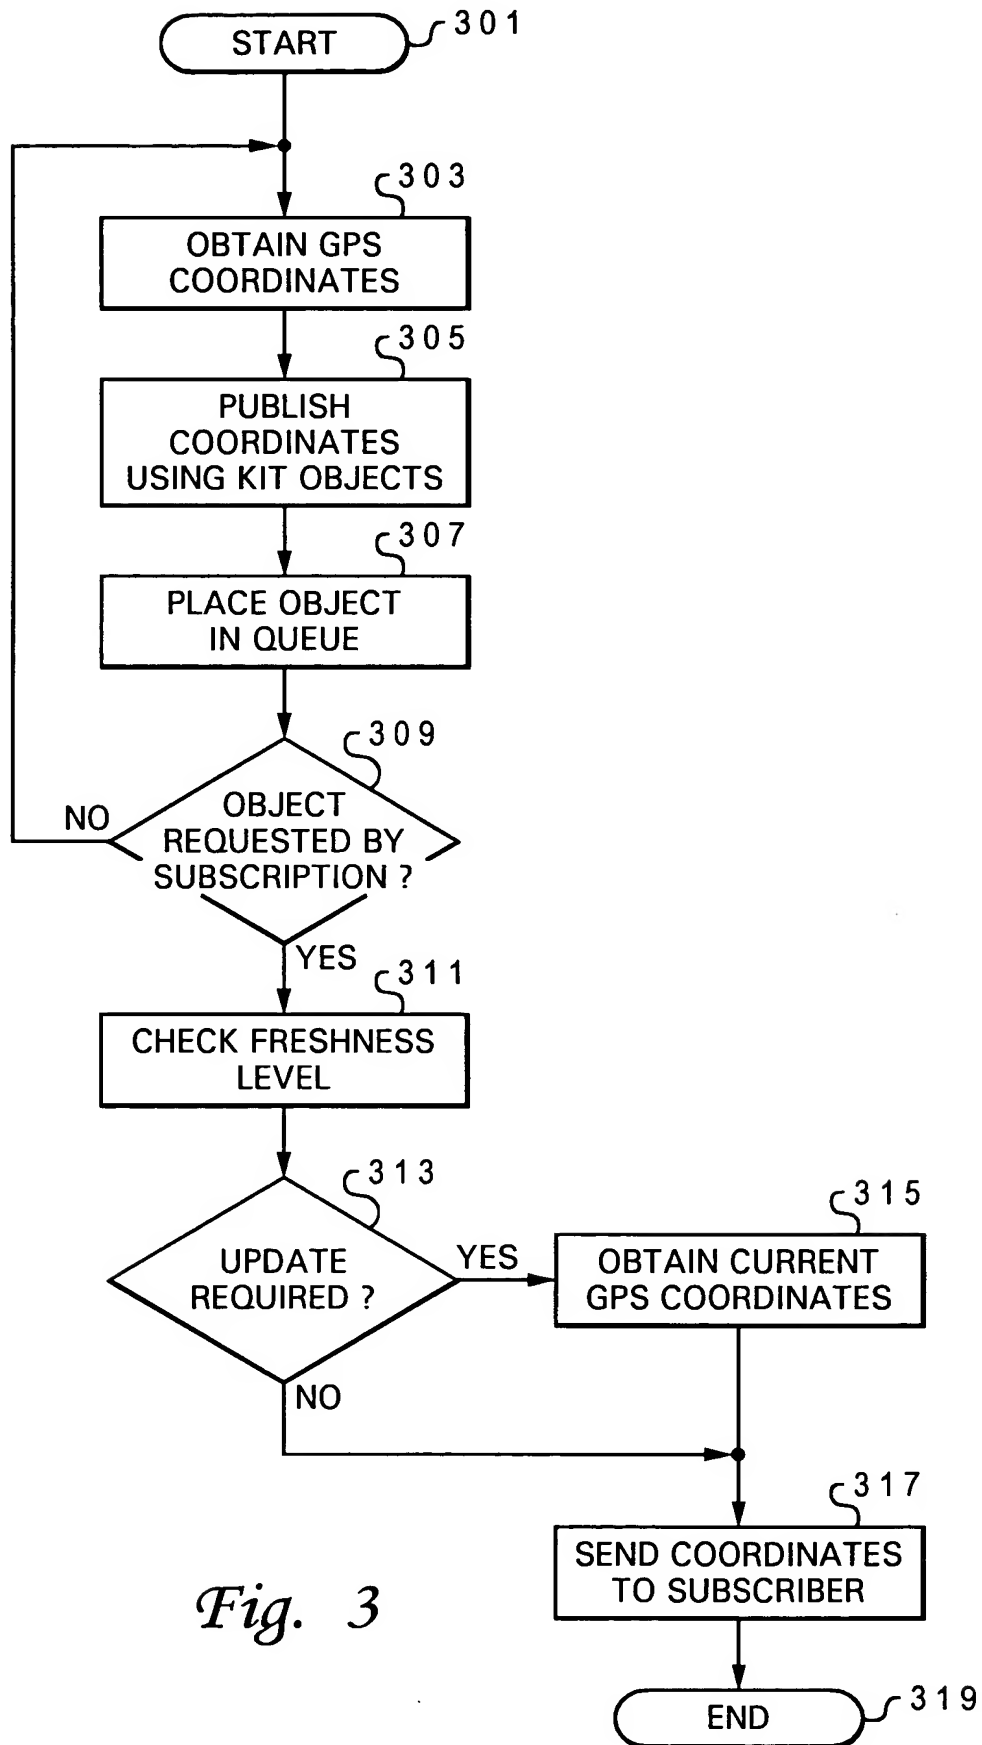 START
301
303
OBTAIN GPS
COORDINATES
305
PUBLISH
COORDINATES
USING KIT OBJECTS
307
PLACE OBJECT
IN QUEUE
309
OBJECT
REQUESTED BY
SUBSCRIPTION ?
NO
YES
311
CHECK FRESHNESS
LEVEL
313
UPDATE
REQUIRED ?
YES
NO
315
OBTAIN CURRENT
GPS COORDINATES
317
SEND COORDINATES
TO SUBSCRIBER
END
319
Fig. 3